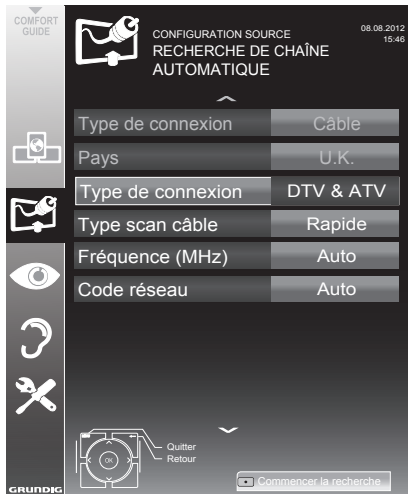 COMFORT
GUIDE
CONFIGURATION SOURCE
RECHERCHE DE CHAÎNE
AUTOMATIQUE
08.08.2012
15:46
Type de connexion Câble
Pays U.K.
Type de connexion DTV & ATV
Type scan câble Rapide
Fréquence (MHz) Auto
Code réseau Auto
OK
Quitter
Retour
Commencer la recherche
GRUNDIG